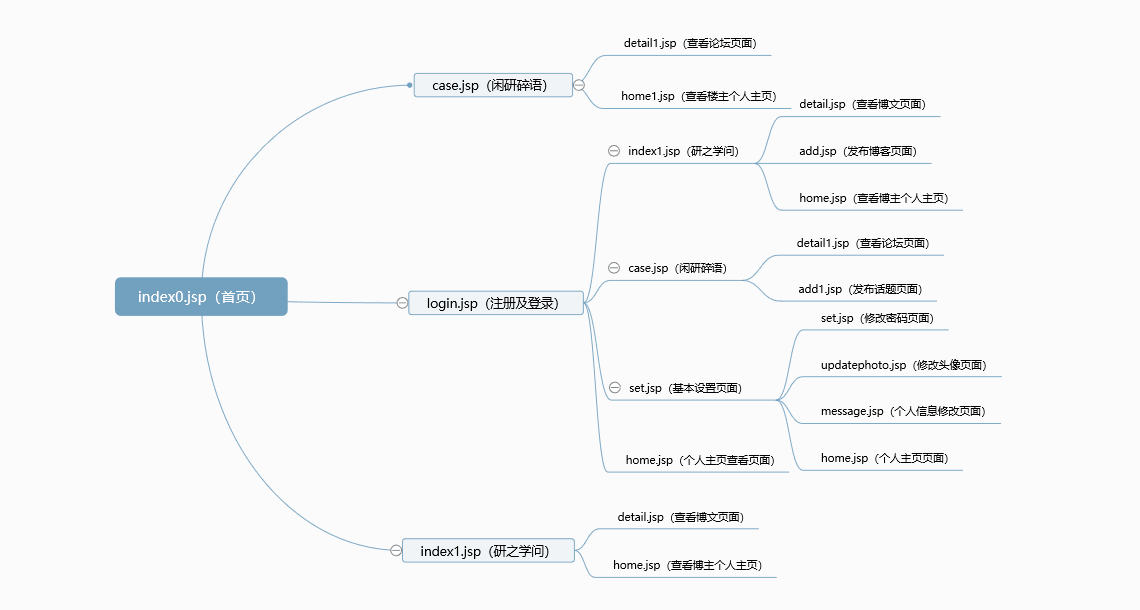 detail1.jsp（查看论坛页面）
case.jsp（闲研碎语）
home1.jsp（查看楼主个人主页）
detail.jsp（查看博文页面）
index1.jsp（研之学问）
add.jsp（发布博客页面）
home.jsp（查看博主个人主页）
detail1.jsp（查看论坛页面）
case.jsp（闲研碎语）
add1.jsp（发布话题页面）
index0.jsp（首页）
login.jsp（注册及登录）
set.jsp（修改密码页面）
updatephoto.jsp（修改头像页面）
set.jsp（基本设置页面）
message.jsp（个人信息修改页面）
home.jsp（个人主页查看页面）
home.jsp（个人主页页面）
detail.jsp（查看博文页面）
index1.jsp（研之学问）
home.jsp（查看博主个人主页）